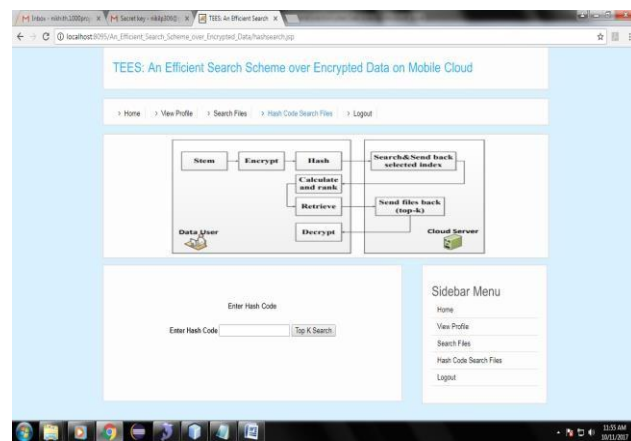 Secret key -
TEES: An Efficient Search
localhost:8095/An_Efficient_Search_Scheme_over_Encrypted_Data/hashsearch.jsp
TEES: An Efficient Search Scheme over Encrypted Data on Mobile Cloud
> Home > View Profile > Search Files > Hash Code Search Files > Logout
Stem Encrypt Hash Search&Send back
selected index
Calculate
and rank
Retrieve Send files back
(top-k)
Data User Decrypt Cloud Server
Enter Hash Code
Enter Hash Code Top K Search
Sidebar Menu
Home
View Profile
Search Files
Hash Code Search Files
Logout
11:55 AM
10/11/2017